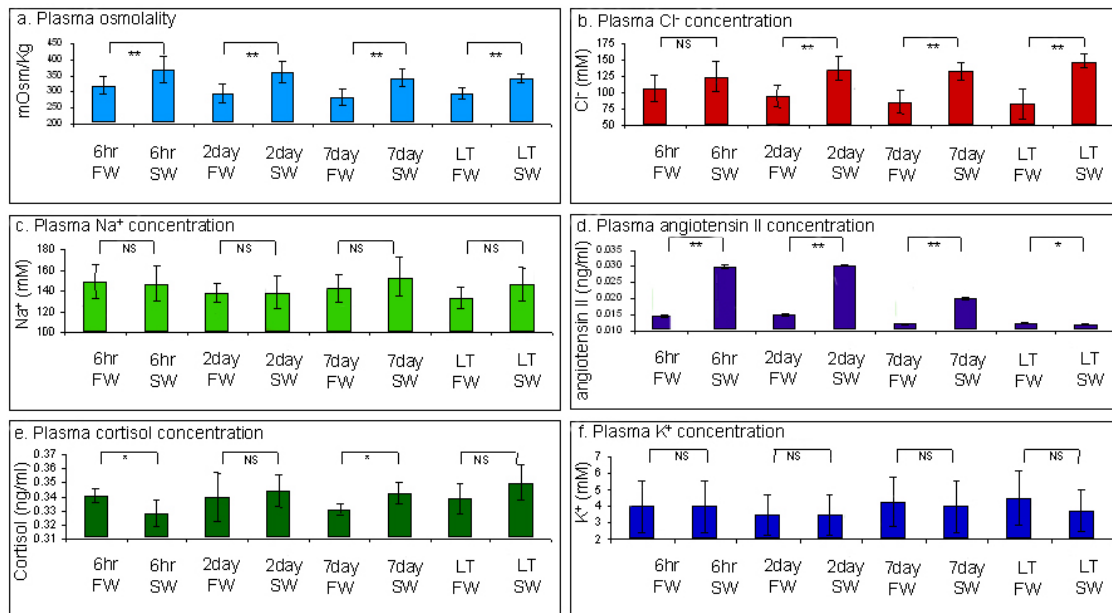 a. Plasma osmolality
mOsm/Kg
450
400
350
300
250
200
** ** ** **
6hr 6hr 2day 2day 7day 7day LT LT
FW SW FW SW FW SW FW SW
b. Plasma Cl- concentration
Cl- (mM)
175
150
125
100
75
50
NS ** ** **
6hr 6hr 2day 2day 7day 7day LT LT
FW SW FW SW FW SW FW SW
c. Plasma Na+ concentration
Na+ (mM)
180
160
140
120
100
NS NS NS NS
6hr 6hr 2day 2day 7day 7day LT LT
FW SW FW SW FW SW FW SW
d. Plasma angiotensin II concentration
angiotensin II (ng/ml)
0.035
0.030
0.025
0.020
0.015
0.010
** ** ** *
6hr 6hr 2day 2day 7day 7day LT LT
FW SW FW SW FW SW FW SW
e. Plasma cortisol concentration
Cortisol (ng/ml)
0.37
0.36
0.35
0.34
0.33
0.32
0.31
* NS * NS
6hr 6hr 2day 2day 7day 7day LT LT
FW SW FW SW FW SW FW SW
f. Plasma K+ concentration
K+ (mM)
7
6
5
4
3
2
NS NS NS NS
6hr 6hr 2day 2day 7day 7day LT LT
FW SW FW SW FW SW FW SW